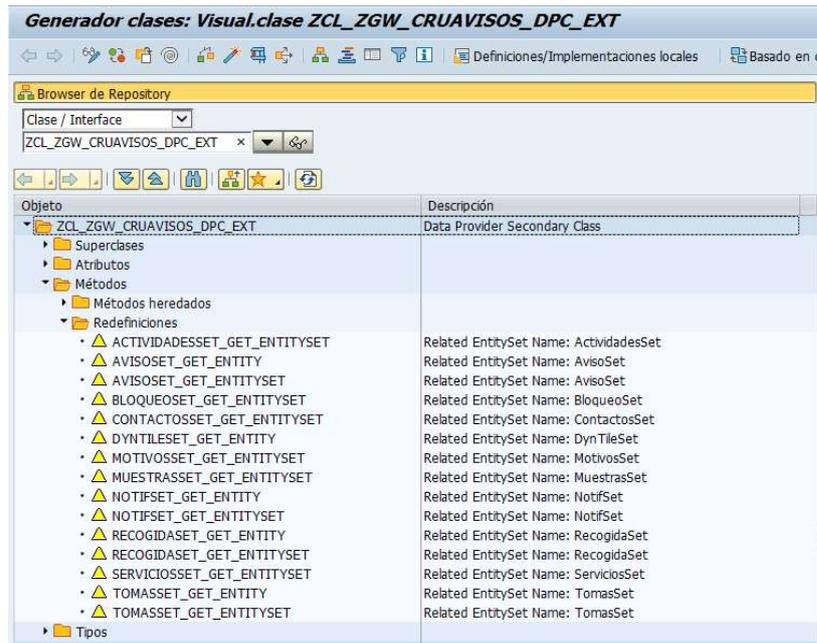 Generador clases: Visual.clase ZCL_ZGW_CRUAVISOS_DPC_EXT
Definiciones/Implementaciones locales Basado en
Browser de Repository
Clase / Interface
ZCL_ZGW_CRUAVISOS_DPC_EXT
Objeto Descripción
ZCL_ZGW_CRUAVISOS_DPC_EXT Data Provider Secondary Class
Superclases
Atributos
Métodos
Métodos heredados
Redefiniciones
ACTIVIDADESSET_GET_ENTITYSET Related EntitySet Name: ActividadesSet
AVISOSET_GET_ENTITY Related EntitySet Name: AvisoSet
AVISOSET_GET_ENTITYSET Related EntitySet Name: AvisoSet
BLOQUEOSET_GET_ENTITYSET Related EntitySet Name: BloqueoSet
CONTACTOSSET_GET_ENTITYSET Related EntitySet Name: ContactosSet
DYNTILESET_GET_ENTITY Related EntitySet Name: DynTileSet
MOTIVOSSET_GET_ENTITYSET Related EntitySet Name: MotivosSet
MUESTRASSET_GET_ENTITYSET Related EntitySet Name: MuestrasSet
NOTIFSET_GET_ENTITY Related EntitySet Name: NotifSet
NOTIFSET_GET_ENTITYSET Related EntitySet Name: NotifSet
RECOGIDASET_GET_ENTITY Related EntitySet Name: RecogidaSet
RECOGIDASET_GET_ENTITYSET Related EntitySet Name: RecogidaSet
SERVICIOSSET_GET_ENTITYSET Related EntitySet Name: ServiciosSet
TOMASSET_GET_ENTITY Related EntitySet Name: TomasSet
TOMASSET_GET_ENTITYSET Related EntitySet Name: TomasSet
Tipos